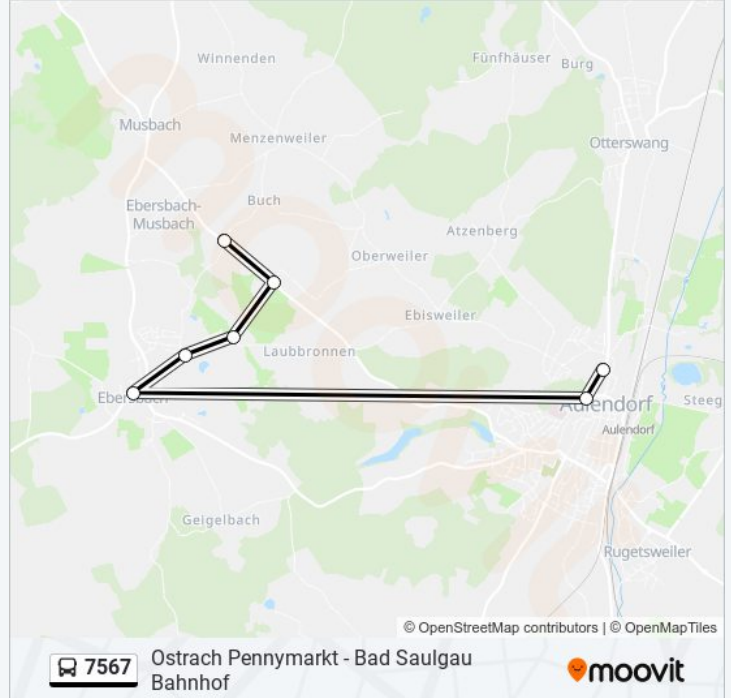 Winnenden
Fünfhäuser
Burg
Musbach
Menzenweiler
Otterswang
Ebersbach-
Musbach
Buch
Atzenberg
Oberweiler
Ebisweiler
Laubbronnen
Ebersbach
Aulendorf
Steeg
Aulendorf
Geigelbach
Rugetsweiler
© OpenStreetMap contributors | © OpenMapTiles
7567
Ostrach Pennymarkt - Bad Saulgau
Bahnhof
moovit